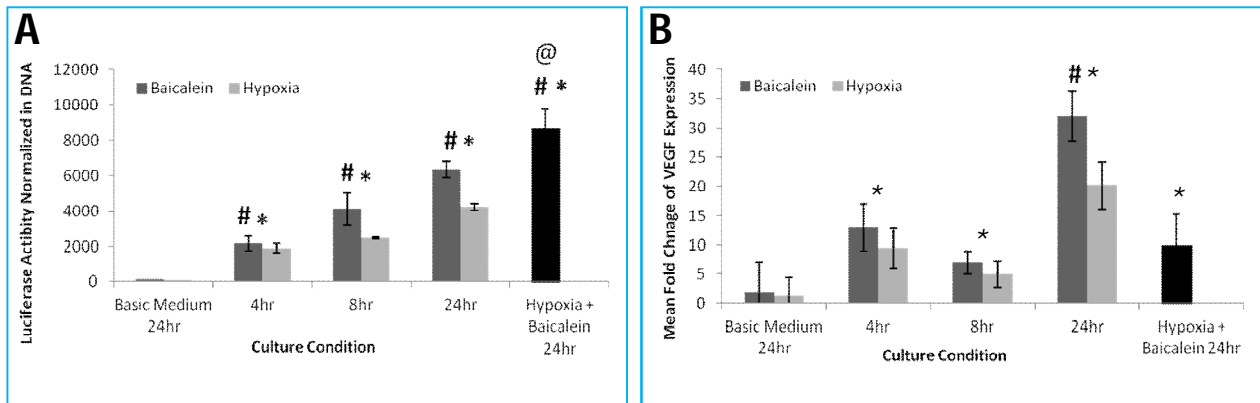 A
Luciferase Actibity Normalized in DNA
12000
10000
8000
6000
4000
2000
0
Baicalein
Hypoxia
# *
# *
# *
@
# *
Basic Medium
24hr
4hr
8hr
24hr
Hypoxia +
Baicalein
24hr
Culture Condition
B
Mean Fold Chnage of VEGF Expression
40
35
30
25
20
15
10
5
0
Baicalein
Hypoxia
*
*
# *
*
Basic Medium
24hr
4hr
8hr
24hr
Hypoxia +
Baicalein 24hr
Culture Condition